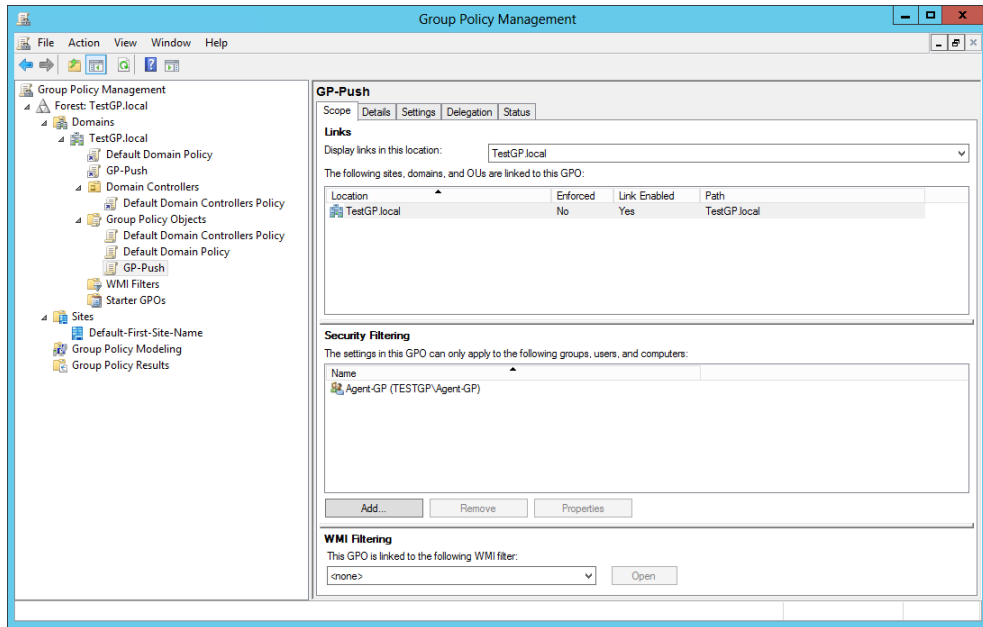 Group Policy Management
File Action View Window Help
Group Policy Management
Forest: TestGP.local
Domains
TestGP.local
Default Domain Policy
GP-Push
Domain Controllers
Default Domain Controllers Policy
Group Policy Objects
Default Domain Controllers Policy
Default Domain Policy
GP-Push
WMI Filters
Starter GPOs
Sites
Default-First-Site-Name
Group Policy Modeling
Group Policy Results
GP-Push
Scope Details Settings Delegation Status
Links
Display links in this location: TestGP.local
The following sites, domains, and OUs are linked to this GPO:
Location Enforced Link Enabled Path
TestGP.local No Yes TestGP.local
Security Filtering
The settings in this GPO can only apply to the following groups, users, and computers:
Name
Agent-GP (TESTGP\Agent-GP)
Add... Remove Properties
WMI Filtering
This GPO is linked to the following WMI filter:
<none> Open